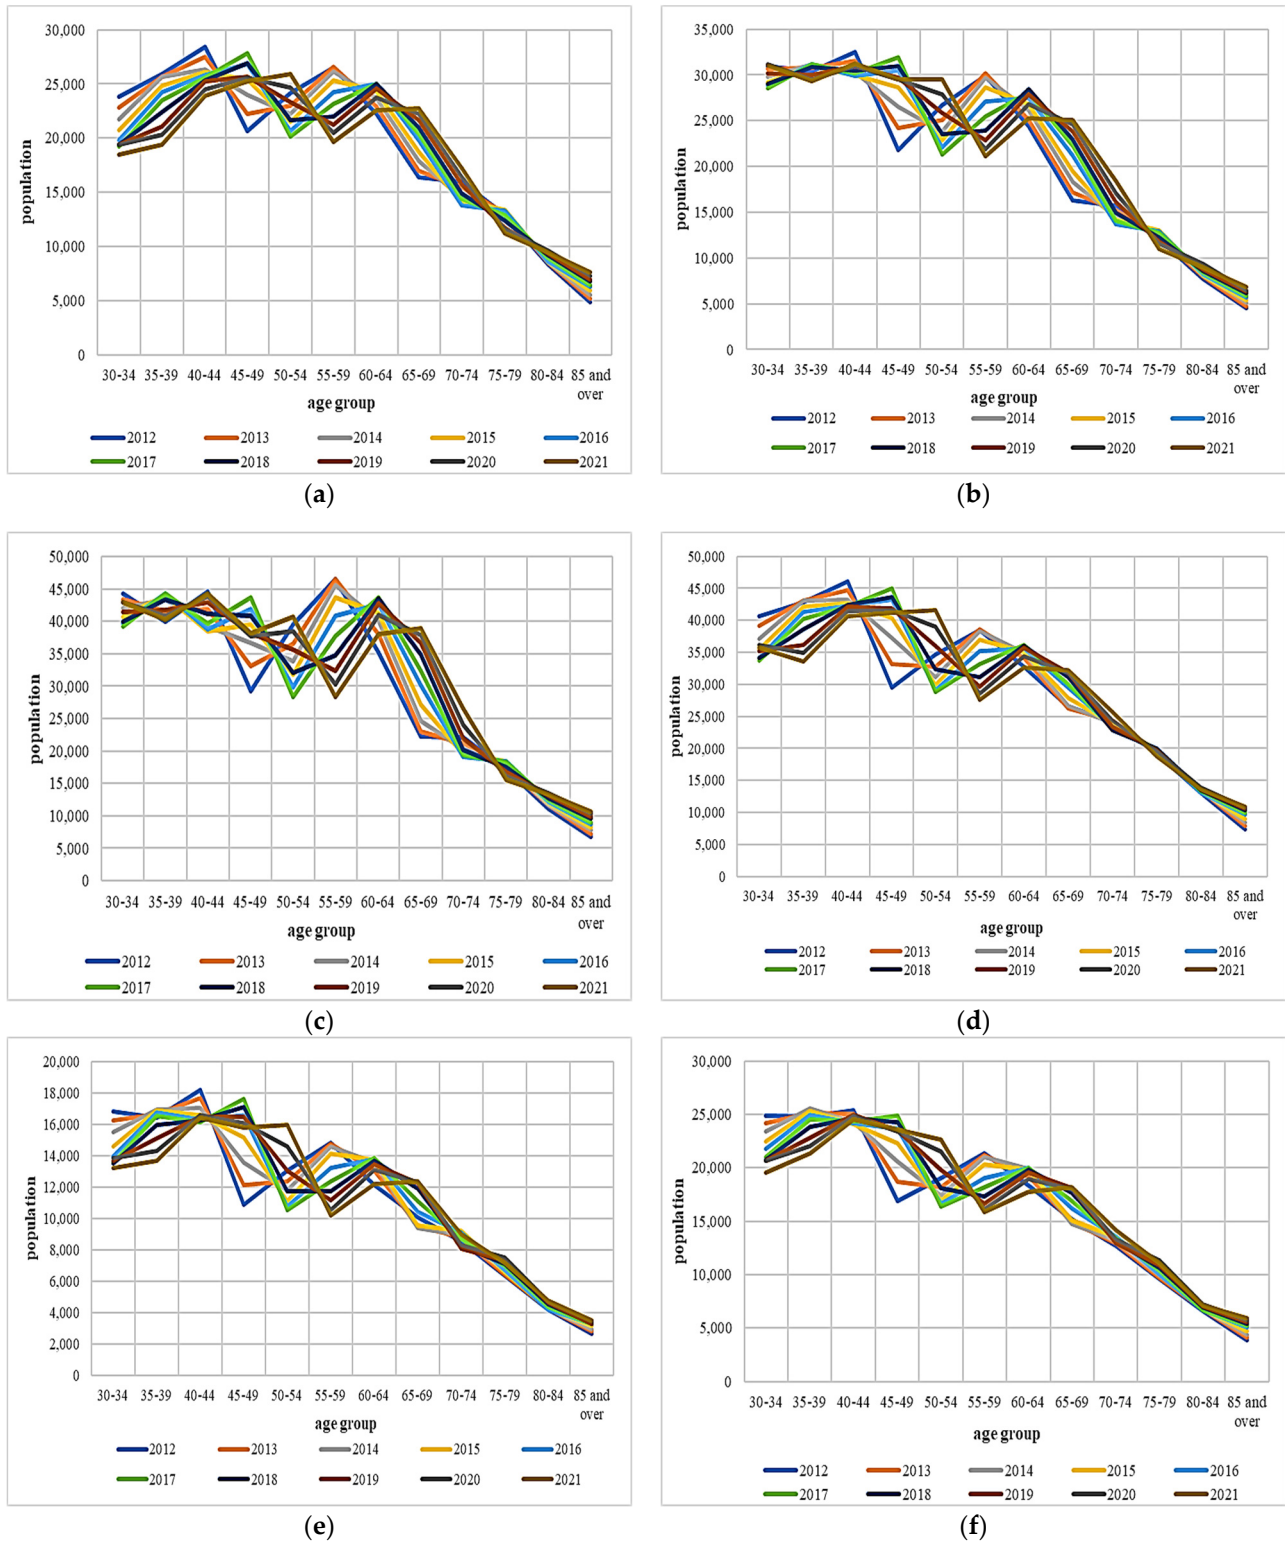 30,000
25,000
20,000
15,000
10,000
5,000
0
population
30-34 35-39 40-44 45-49 50-54 55-59 60-64 65-69 70-74 75-79 80-84 85 and
over
age group
2012 2013 2014 2015 2016
2017 2018 2019 2020 2021
(a)
35,000
30,000
25,000
20,000
15,000
10,000
5,000
0
population
30-34 35-39 40-44 45-49 50-54 55-59 60-64 65-69 70-74 75-79 80-84 85 and
over
age group
2012 2013 2014 2015 2016
2017 2018 2019 2020 2021
(b)
50,000
45,000
40,000
35,000
30,000
25,000
20,000
15,000
10,000
5,000
0
population
30-34 35-39 40-44 45-49 50-54 55-59 60-64 65-69 70-74 75-79 80-84 85 and
over
age group
2012 2013 2014 2015 2016
2017 2018 2019 2020 2021
(c)
50,000
45,000
40,000
35,000
30,000
25,000
20,000
15,000
10,000
5,000
0
population
30-34 35-39 40-44 45-49 50-54 55-59 60-64 65-69 70-74 75-79 80-84 85 and
over
age group
2012 2013 2014 2015 2016
2017 2018 2019 2020 2021
(d)
20,000
18,000
16,000
14,000
12,000
10,000
8,000
6,000
4,000
2,000
0
population
30-34 35-39 40-44 45-49 50-54 55-59 60-64 65-69 70-74 75-79 80-84 85 and
over
age group
2012 2013 2014 2015 2016
2017 2018 2019 2020 2021
(e)
30,000
25,000
20,000
15,000
10,000
5,000
0
population
30-34 35-39 40-44 45-49 50-54 55-59 60-64 65-69 70-74 75-79 80-84 85 and
over
age group
2012 2013 2014 2015 2016
2017 2018 2019 2020 2021
(f)